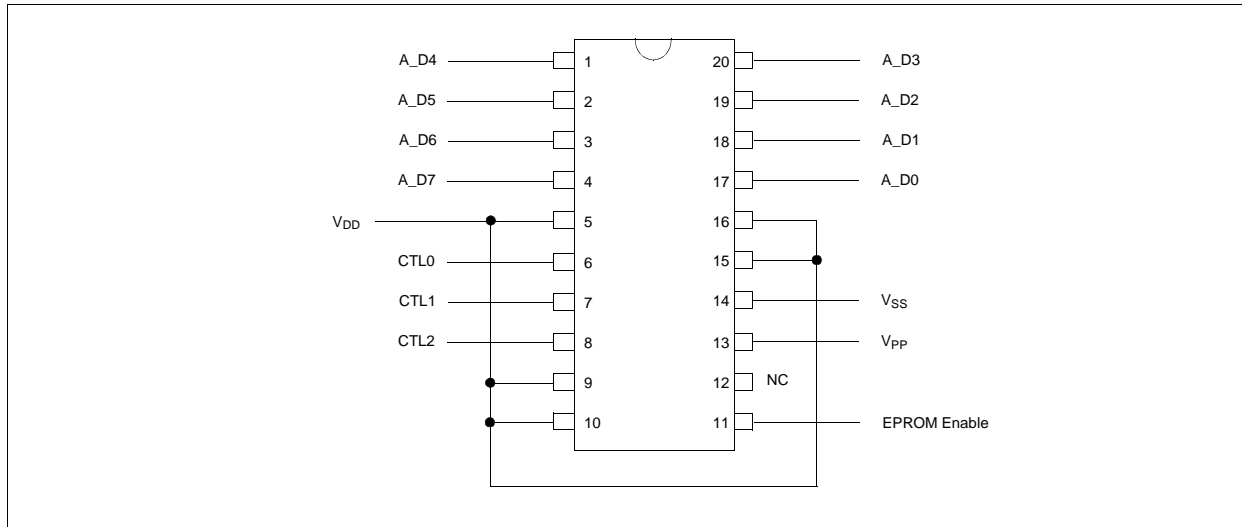 A_D4 1 20 A_D3
A_D5 2 19 A_D2
A_D6 3 18 A_D1
A_D7 4 17 A_D0
VDD 5 16
CTL0 6 15
CTL1 7 14 VSS
CTL2 8 13 VPP
9 12 NC
10 11 EPROM Enable